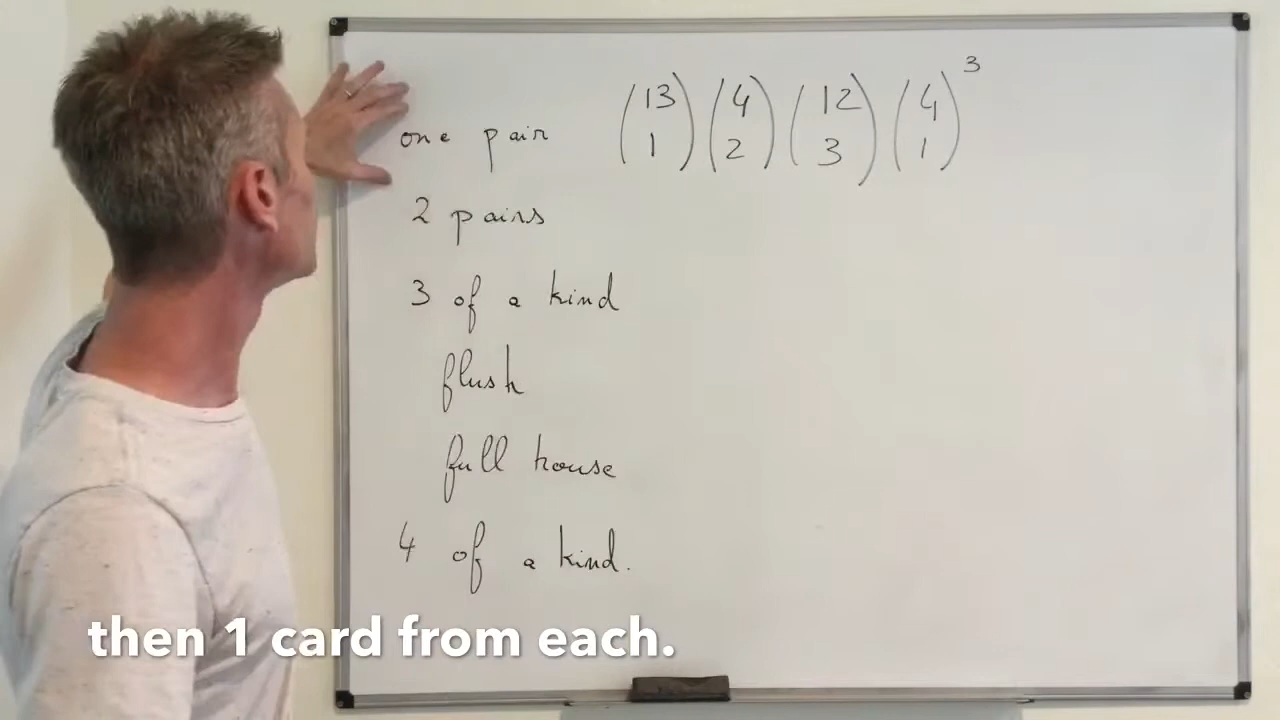 one pair (13 1) (4 2) (12 3) (4 1)³
2 pairs
3 of a kind
flush
full house
4 of a kind.
then 1 card from each.